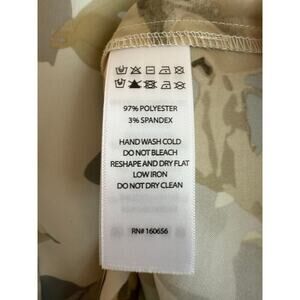 97% POLYESTER
3% SPANDEX
HAND WASH COLD
DO NOT BLEACH
RESHAPE AND DRY FLAT
LOW IRON
DO NOT DRY CLEAN
RN# 160656